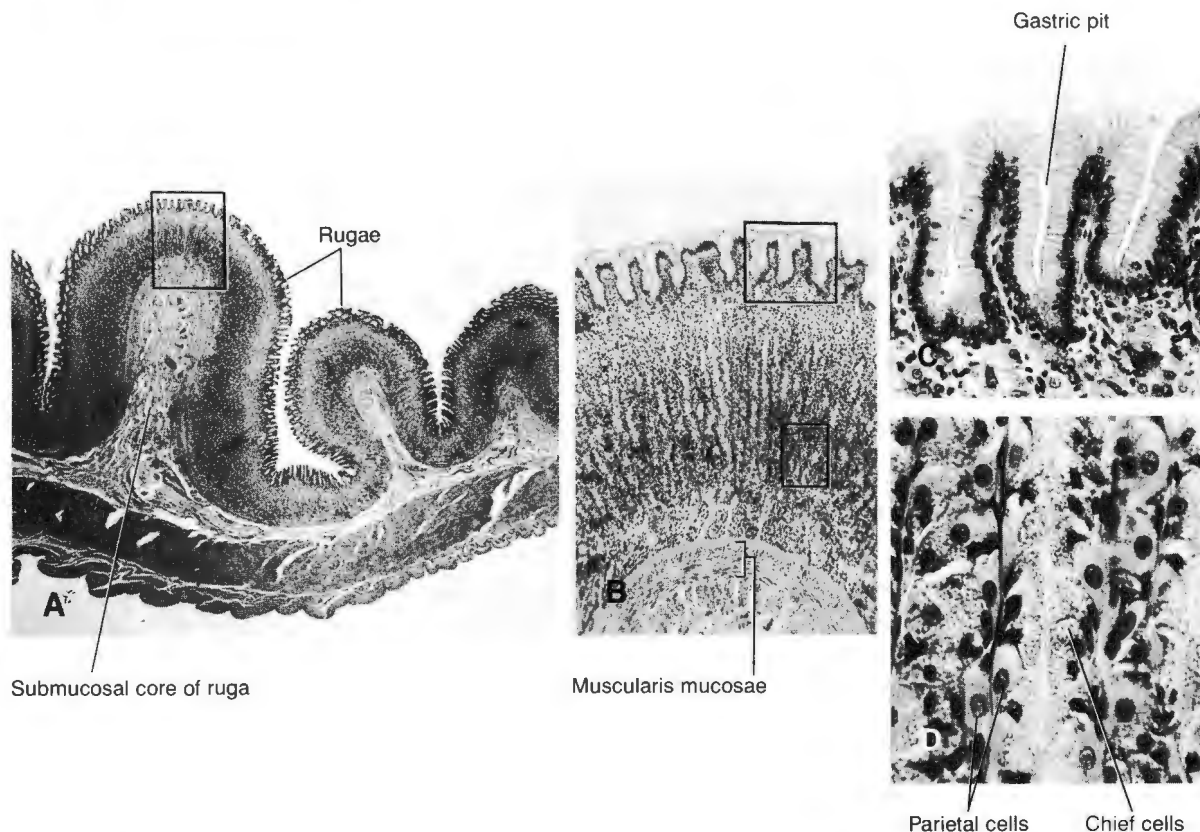 Gastric pit
Rugae
A
B
C
D
Submucosal core of ruga
Muscularis mucosae
Parietal cells
Chief cells